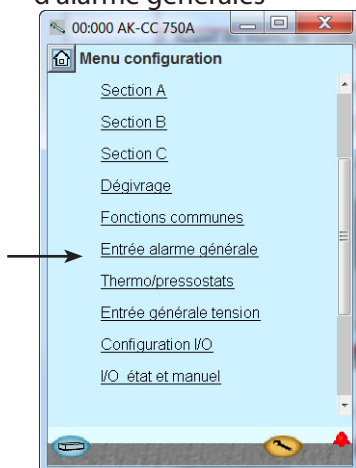 d'alarme générales
00:000 AK-CC 750A
Menu configuration
Section A
Section B
Section C
Dégivrage
Fonctions communes
Entrée alarme générale
Thermo/pressostats
Entrée générale tension
Configuration I/O
I/O état et manuel